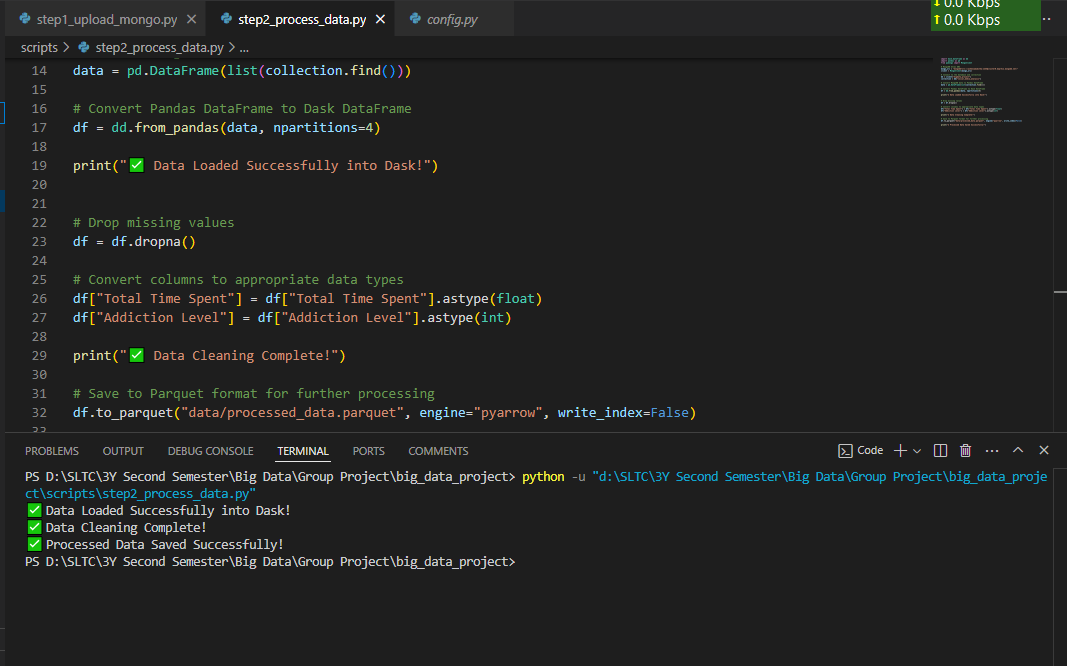 step1_upload_mongo.py
step2_process_data.py
config.py
↓ 0.0 Kbps
↑ 0.0 Kbps
scripts > step2_process_data.py > ...
14 data = pd.DataFrame(list(collection.find()))
15
16 # Convert Pandas DataFrame to Dask DataFrame
17 df = dd.from_pandas(data, npartitions=4)
18
19 print("✅ Data Loaded Successfully into Dask!")
20
21
22 # Drop missing values
23 df = df.dropna()
24
25 # Convert columns to appropriate data types
26 df["Total Time Spent"] = df["Total Time Spent"].astype(float)
27 df["Addiction Level"] = df["Addiction Level"].astype(int)
28
29 print("✅ Data Cleaning Complete!")
30
31 # Save to Parquet format for further processing
32 df.to_parquet("data/processed_data.parquet", engine="pyarrow", write_index=False)
33
PROBLEMS OUTPUT DEBUG CONSOLE TERMINAL PORTS COMMENTS
Code
PS D:\SLTC\3Y Second Semester\Big Data\Group Project\big_data_project> python -u "d:\SLTC\3Y Second Semester\Big Data\Group Project\big_data_proje
ct\scripts\step2_process_data.py"
✅ Data Loaded Successfully into Dask!
✅ Data Cleaning Complete!
✅ Processed Data Saved Successfully!
PS D:\SLTC\3Y Second Semester\Big Data\Group Project\big_data_project>